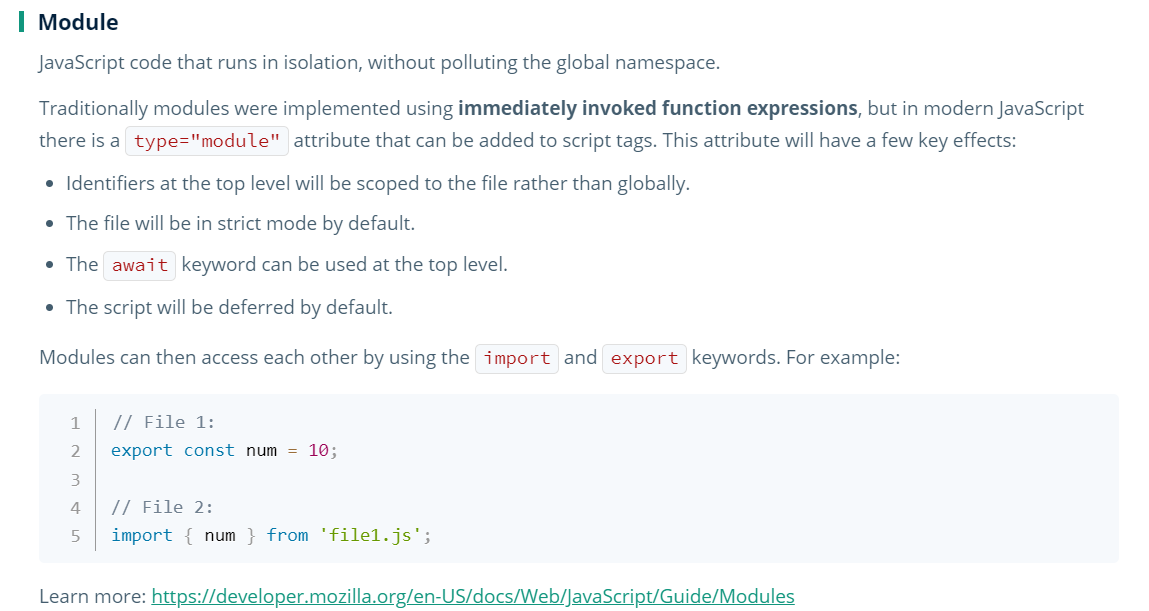 Module
JavaScript code that runs in isolation, without polluting the global namespace.
Traditionally modules were implemented using immediately invoked function expressions, but in modern JavaScript
there is a type="module" attribute that can be added to script tags. This attribute will have a few key effects:
• Identifiers at the top level will be scoped to the file rather than globally.
• The file will be in strict mode by default.
• The await keyword can be used at the top level.
• The script will be deferred by default.
Modules can then access each other by using the import and export keywords. For example:
1 // File 1:
2 export const num = 10;
3
4 // File 2:
5 import { num } from 'file1.js';
Learn more: https://developer.mozilla.org/en-US/docs/Web/JavaScript/Guide/Modules